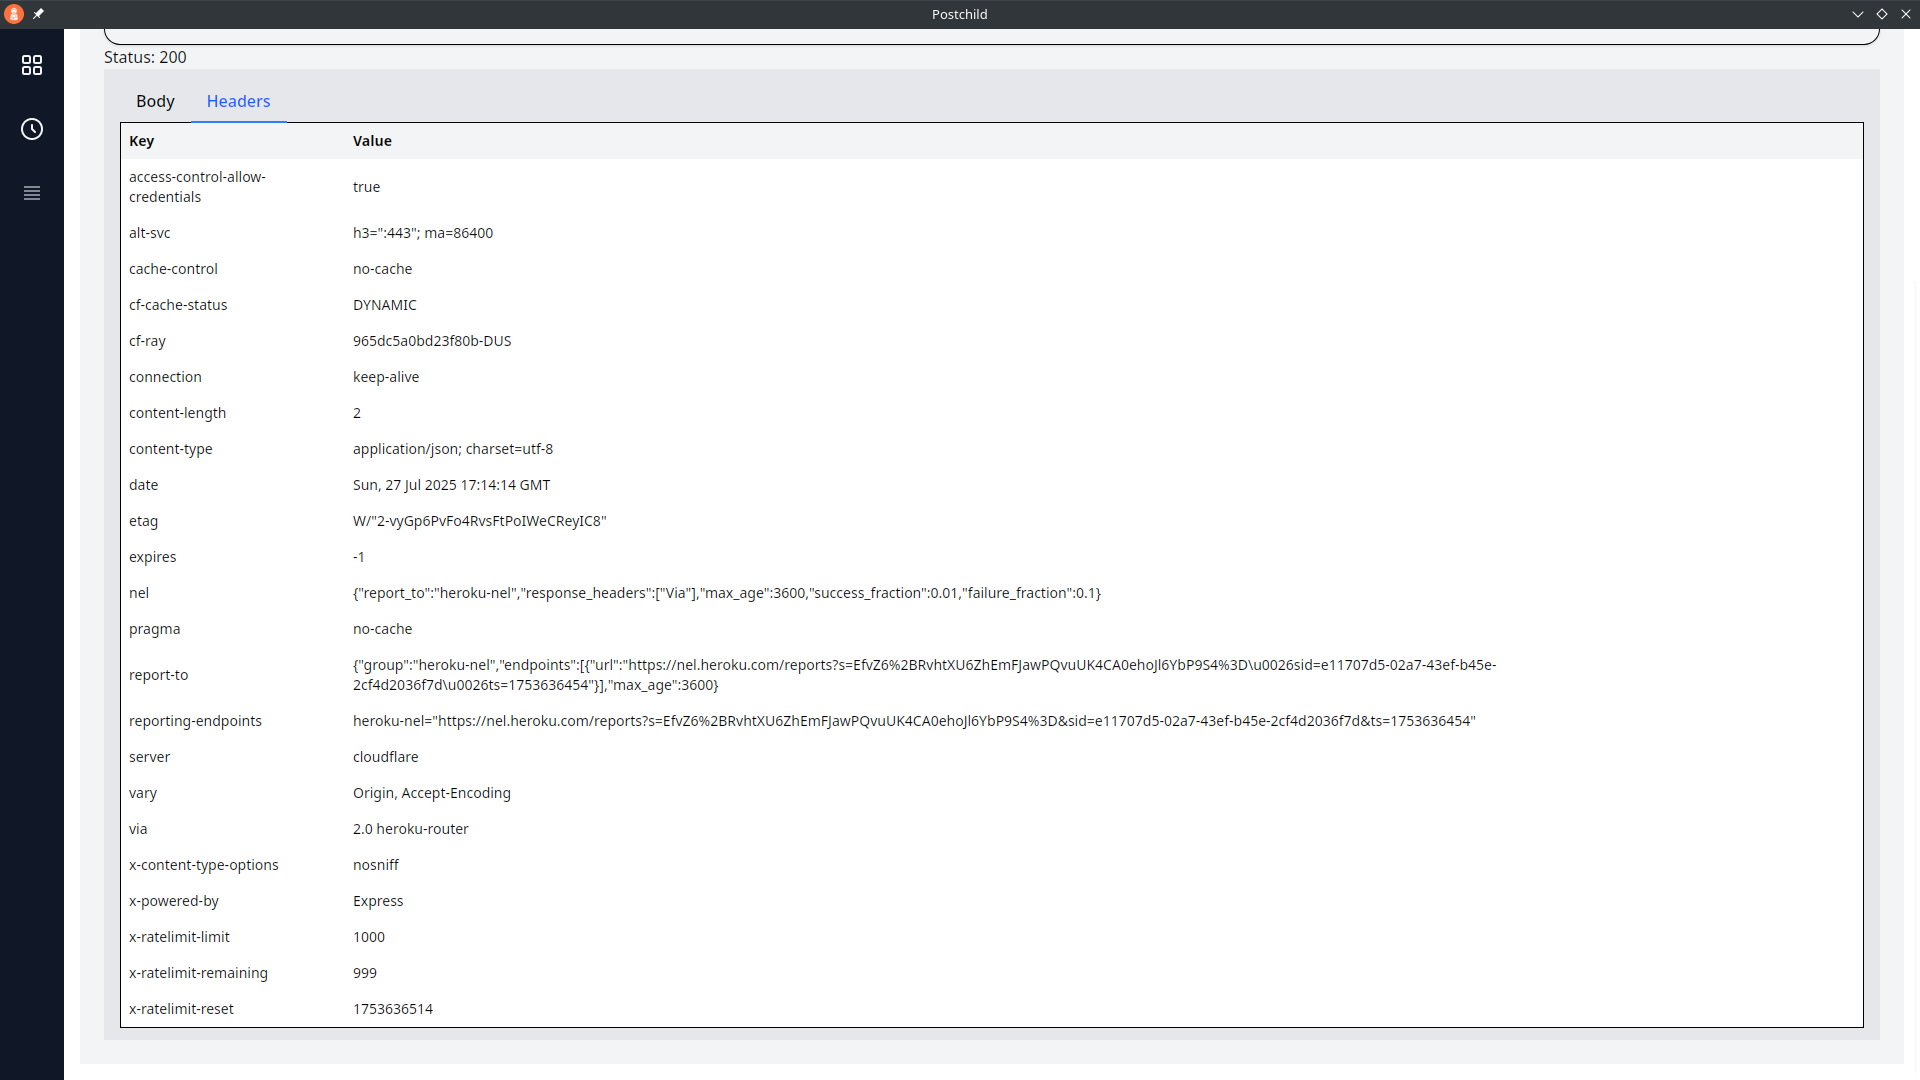 Postchild
Status: 200
Body Headers
Key Value
access-control-allow-
credentials true
alt-svc h3=":443"; ma=86400
cache-control no-cache
cf-cache-status DYNAMIC
cf-ray 965dc5a0bd23f80b-DUS
connection keep-alive
content-length 2
content-type application/json; charset=utf-8
date Sun, 27 Jul 2025 17:14:14 GMT
etag W/"2-vyGp6PvFo4RvsFtPoIWeCReyIC8"
expires -1
nel {"report_to":"heroku-nel","response_headers":["Via"],"max_age":3600,"success_fraction":0.01,"failure_fraction":0.1}
pragma no-cache
report-to {"group":"heroku-nel","endpoints":[{"url":"https://nel.heroku.com/reports?s=EfvZ6%2BRvhtXU6ZhEmFJawPQvuUK4CA0ehoJl6YbP9S4%3D\u0026sid=e11707d5-02a7-43ef-b45e-
2cf4d2036f7d\u0026ts=1753636454"}],"max_age":3600}
reporting-endpoints heroku-nel="https://nel.heroku.com/reports?s=EfvZ6%2BRvhtXU6ZhEmFJawPQvuUK4CA0ehoJl6YbP9S4%3D&sid=e11707d5-02a7-43ef-b45e-2cf4d2036f7d&ts=1753636454"
server cloudflare
vary Origin, Accept-Encoding
via 2.0 heroku-router
x-content-type-options nosniff
x-powered-by Express
x-ratelimit-limit 1000
x-ratelimit-remaining 999
x-ratelimit-reset 1753636514